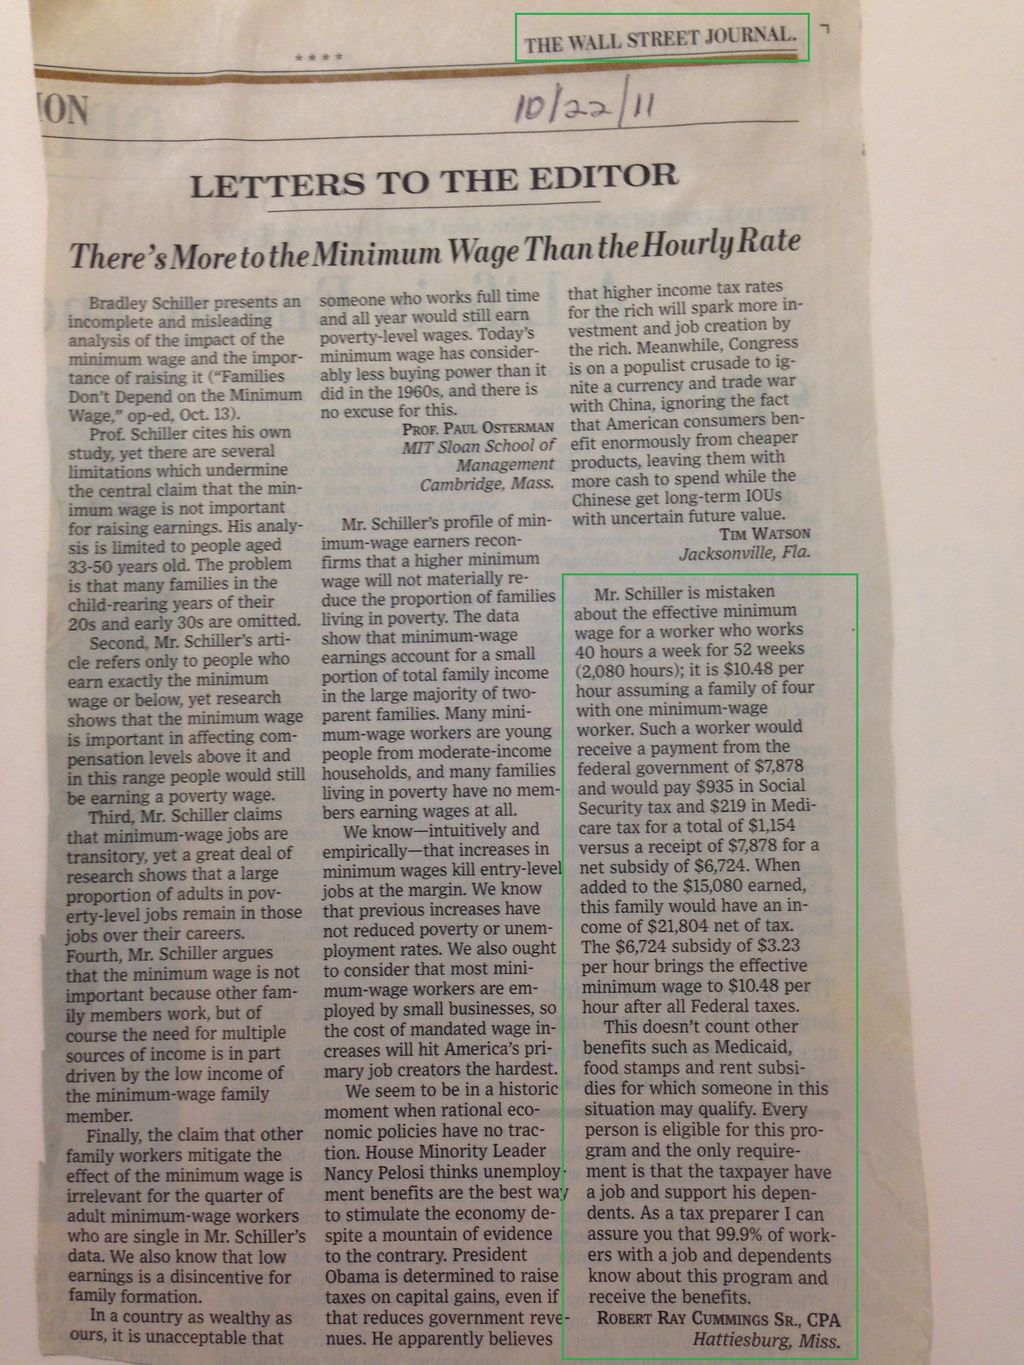 THE WALL STREET JOURNAL.
* * * *
ION
10/22/11
LETTERS TO THE EDITOR
There's More to the Minimum Wage Than the Hourly Rate
Bradley Schiller presents an
incomplete and misleading
analysis of the impact of the
minimum wage and the impor-
tance of raising it (“Families
Don't Depend on the Minimum
Wage,” op-ed, Oct. 13).
Prof. Schiller cites his own
study, yet there are several
limitations which undermine
the central claim that the min-
imum wage is not important
for raising earnings. His analy-
sis is limited to people aged
33-50 years old. The problem
is that many families in the
child-rearing years of their
20s and early 30s are omitted.
Second, Mr. Schiller's arti-
cle refers only to people who
earn exactly the minimum
wage or below, yet research
shows that the minimum wage
is important in affecting com-
pensation levels above it and
in this range people would still
be earning a poverty wage.
Third, Mr. Schiller claims
that minimum-wage jobs are
transitory, yet a great deal of
research shows that a large
proportion of adults in pov-
erty-level jobs remain in those
jobs over their careers.
Fourth, Mr. Schiller argues
that the minimum wage is not
important because other fam-
ily members work, but of
course the need for multiple
sources of income is in part
driven by the low income of
the minimum-wage family
member.
Finally, the claim that other
family workers mitigate the
effect of the minimum wage is
irrelevant for the quarter of
adult minimum-wage workers
who are single in Mr. Schiller's
data. We also know that low
earnings is a disincentive for
family formation.
In a country as wealthy as
ours, it is unacceptable that
someone who works full time
and all year would still earn
poverty-level wages. Today's
minimum wage has consider-
ably less buying power than it
did in the 1960s, and there is
no excuse for this.
PROF. PAUL OSTERMAN
MIT Sloan School of
Management
Cambridge, Mass.
Mr. Schiller's profile of min-
imum-wage earners recon-
firms that a higher minimum
wage will not materially re-
duce the proportion of families
living in poverty. The data
show that minimum-wage
earnings account for a small
portion of total family income
in the large majority of two-
parent families. Many mini-
mum-wage workers are young
people from moderate-income
households, and many families
living in poverty have no mem-
bers earning wages at all.
We know—intuitively and
empirically—that increases in
minimum wages kill entry-level
jobs at the margin. We know
that previous increases have
not reduced poverty or unem-
ployment rates. We also ought
to consider that most mini-
mum-wage workers are em-
ployed by small businesses, so
the cost of mandated wage in-
creases will hit America's pri-
mary job creators the hardest.
We seem to be in a historic
moment when rational eco-
nomic policies have no trac-
tion. House Minority Leader
Nancy Pelosi thinks unemploy-
ment benefits are the best way
to stimulate the economy de-
spite a mountain of evidence
to the contrary. President
Obama is determined to raise
taxes on capital gains, even if
that reduces government reve-
nues. He apparently believes
that higher income tax rates
for the rich will spark more in-
vestment and job creation by
the rich. Meanwhile, Congress
is on a populist crusade to ig-
nite a currency and trade war
with China, ignoring the fact
that American consumers ben-
efit enormously from cheaper
products, leaving them with
more cash to spend while the
Chinese get long-term IOUs
with uncertain future value.
TIM WATSON
Jacksonville, Fla.
Mr. Schiller is mistaken
about the effective minimum
wage for a worker who works
40 hours a week for 52 weeks
(2,080 hours); it is $10.48 per
hour assuming a family of four
with one minimum-wage
worker. Such a worker would
receive a payment from the
federal government of $7,878
and would pay $935 in Social
Security tax and $219 in Medi-
care tax for a total of $1,154
versus a receipt of $7,878 for a
net subsidy of $6,724. When
added to the $15,080 earned,
this family would have an in-
come of $21,804 net of tax.
The $6,724 subsidy of $3.23
per hour brings the effective
minimum wage to $10.48 per
hour after all Federal taxes.
This doesn't count other
benefits such as Medicaid,
food stamps and rent subsi-
dies for which someone in this
situation may qualify. Every
person is eligible for this pro-
gram and the only require-
ment is that the taxpayer have
a job and support his depen-
dents. As a tax preparer I can
assure you that 99.9% of work-
ers with a job and dependents
know about this program and
receive the benefits.
ROBERT RAY CUMMINGS SR., CPA
Hattiesburg, Miss.